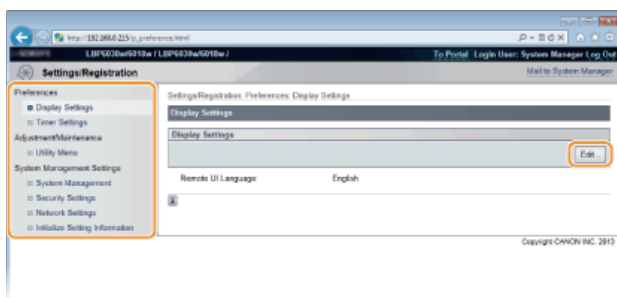 http://192.168.0.215/p_preference.html
LBP6030w/6018w / LBP6030w/6018w /
To Portal Login User: System Manager Log Out
Settings/Registration
Mail to System Manager
Preferences
Display Settings
Timer Settings
Adjustment/Maintenance
Utility Menu
System Management Settings
System Management
Security Settings
Network Settings
Initialize Setting Information
Settings/Registration: Preferences: Display Settings
Display Settings
Display Settings
Edit...
Remote UI Language:
English
Copyright CANON INC. 2013